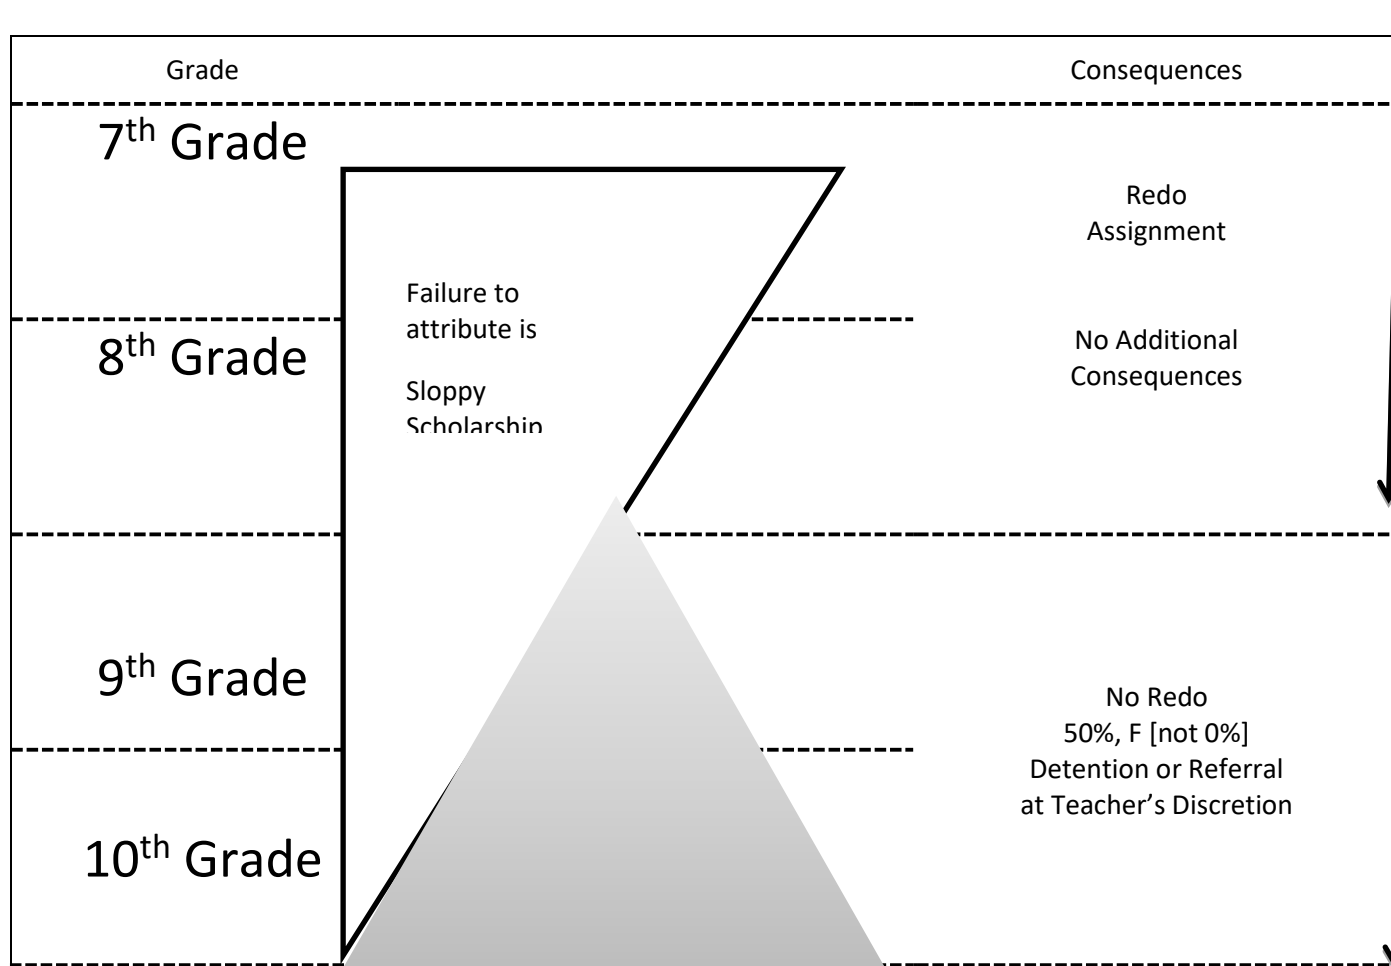 Grade
Consequences
7th Grade
Redo
Assignment
Failure to
attribute is
8th Grade
No Additional
Consequences
Sloppy
Scholarship
9th Grade
No Redo
50%, F [not 0%]
Detention or Referral
at Teacher’s Discretion
10th Grade